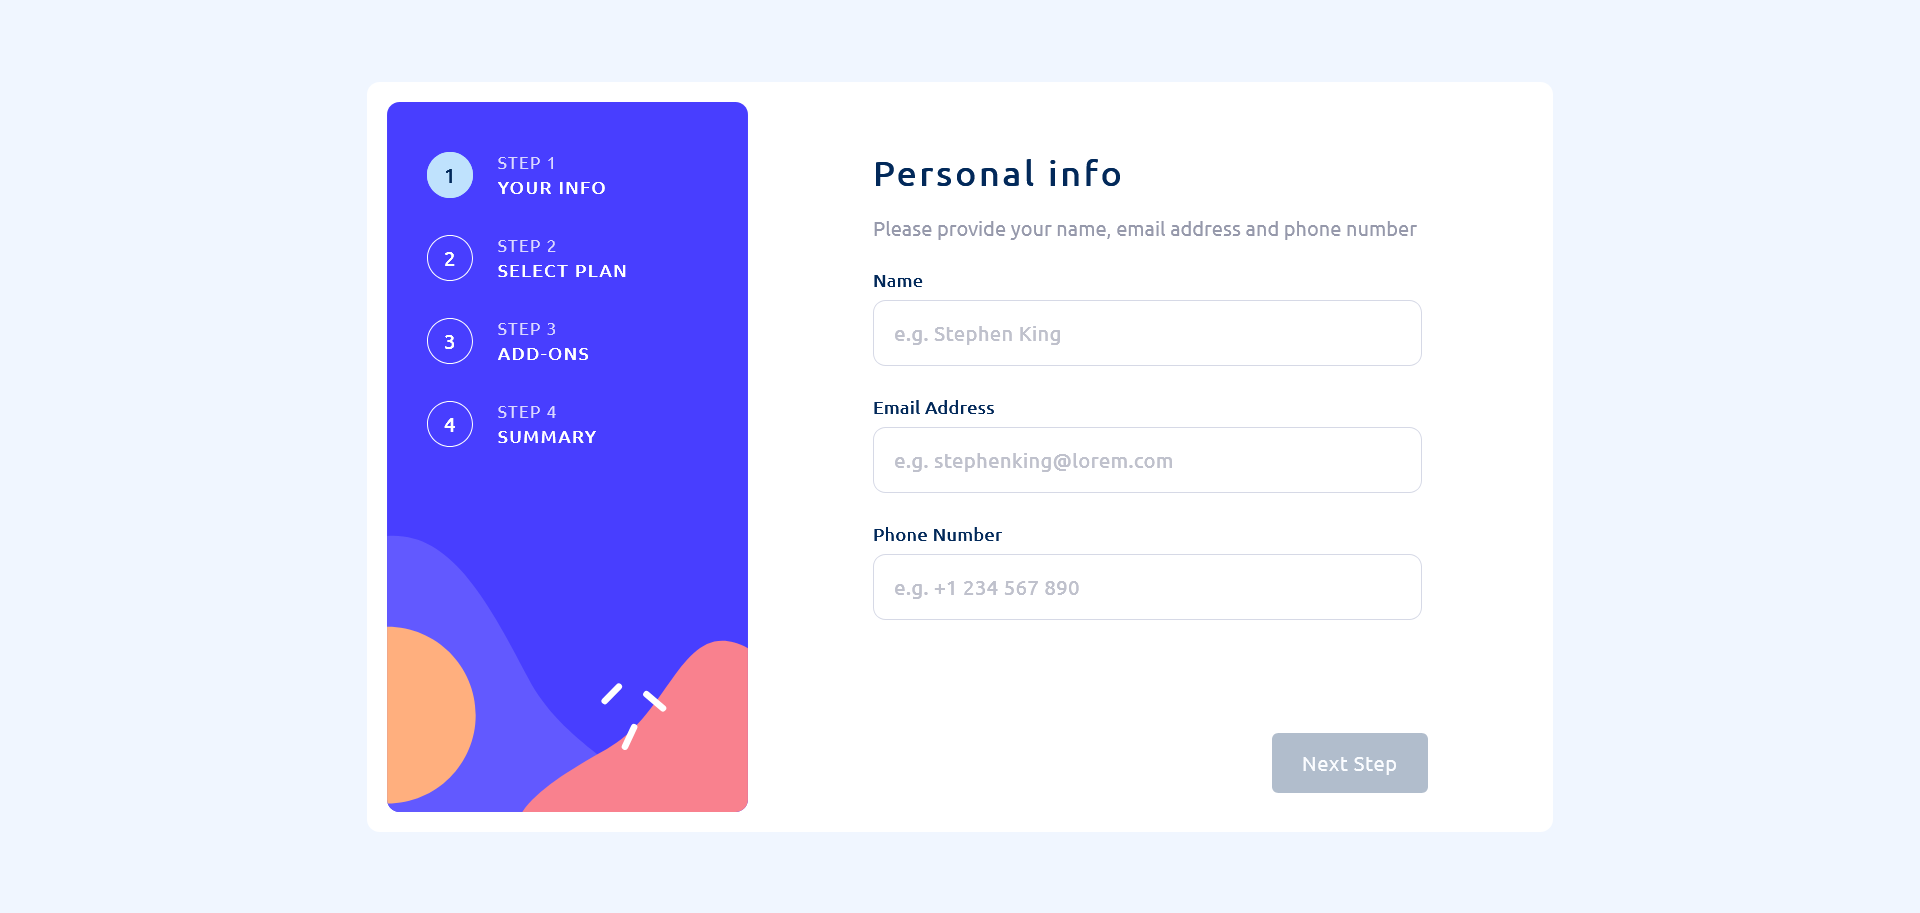 1
STEP 1
YOUR INFO
2
STEP 2
SELECT PLAN
3
STEP 3
ADD-ONS
4
STEP 4
SUMMARY
Personal info
Please provide your name, email address and phone number
Name
e.g. Stephen King
Email Address
e.g. stephenking@lorem.com
Phone Number
e.g. +1 234 567 890
Next Step